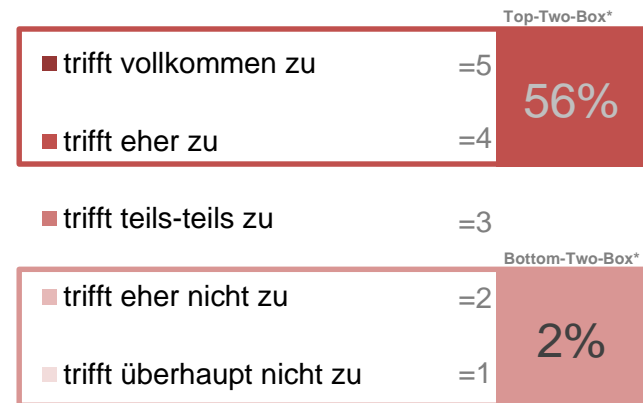 Top-Two-Box*
trifft vollkommen zu =5
56%
trifft eher zu =4
trifft teils-teils zu =3
Bottom-Two-Box*
trifft eher nicht zu =2
2%
trifft überhaupt nicht zu =1